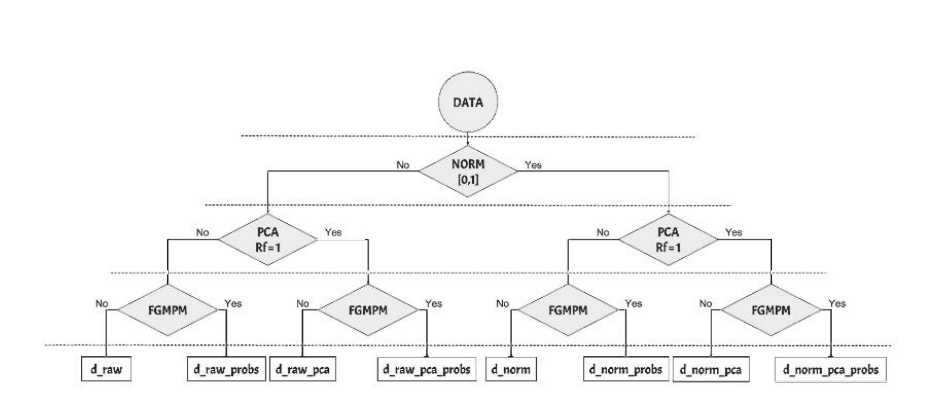 DATA
No
NORM
[0,1]
Yes
No
PCA
Rf=1
Yes
No
PCA
Rf=1
Yes
No
FGMPM
Yes
No
FGMPM
Yes
No
FGMPM
Yes
No
FGMPM
Yes
d_raw
d_raw_probs
d_raw_pca
d_raw_pca_probs
d_norm
d_norm_probs
d_norm_pca
d_norm_pca_probs